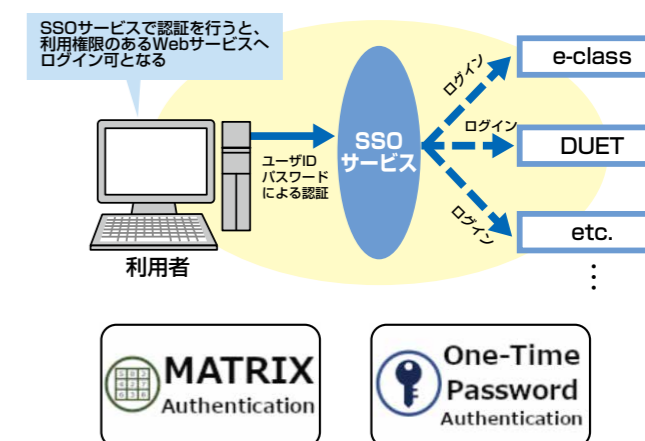 SSOサービスで認証を行うと、
利用権限のあるWebサービスへ
ログイン可となる
ログイン
e-class
ログイン
DUET
ログイン
etc.
SSO
サービス
ユーザID
パスワード
による認証
利用者
MATRIX
Authentication
One-Time
Password
Authentication